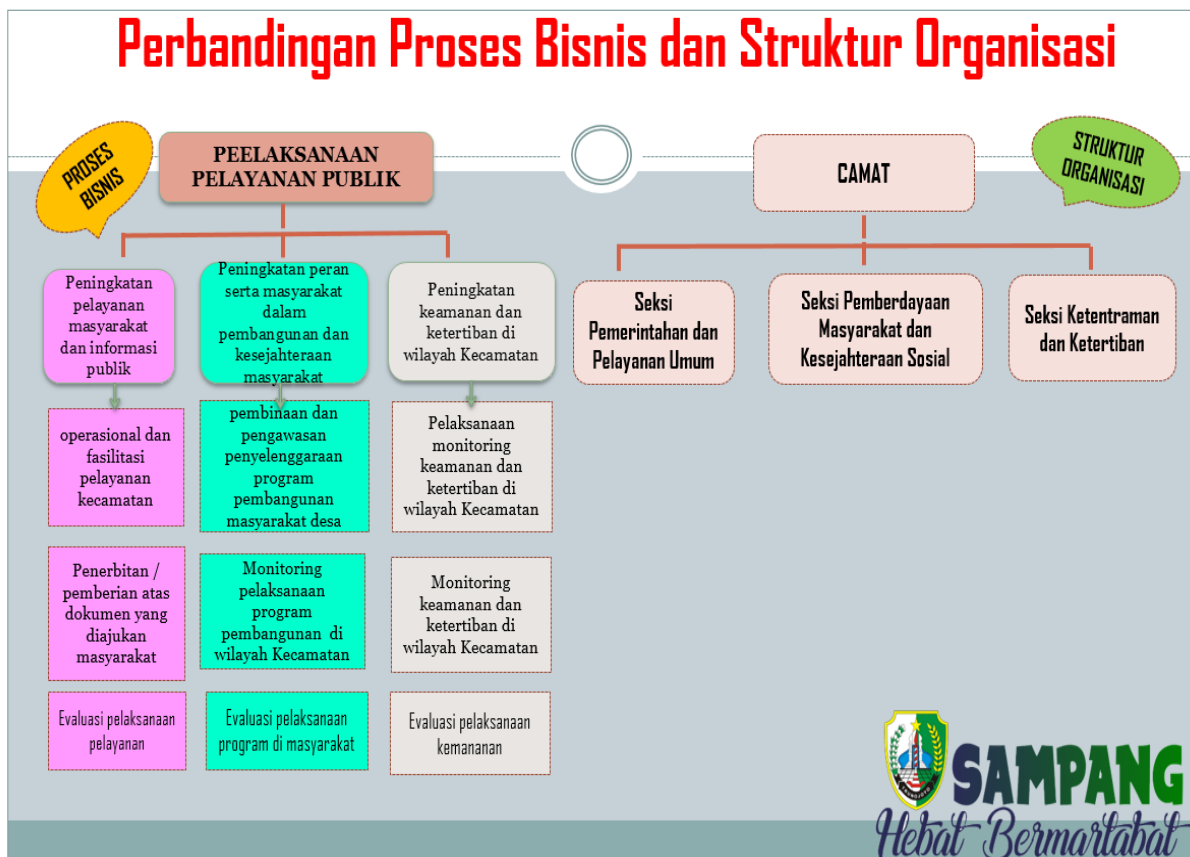 Perbandingan Proses Bisnis dan Struktur Organisasi
PROSES
BISNIS
PEELAKSANAAN
PELAYANAN PUBLIK
CAMAT
STRUKTUR
ORGANISASI
Peningkatan
pelayanan
masyarakat
dan informasi
publik
Peningkatan peran
serta masyarakat
dalam
pembangunan dan
kesejahteraan
masyarakat
Peningkatan
keamanan dan
ketertiban di
wilayah Kecamatan
Seksi
Pemerintahan dan
Pelayanan Umum
Seksi Pemberdayaan
Masyarakat dan
Kesejahteraan Sosial
Seksi Ketentraman
dan Ketertiban
operasional dan
fasilitasi
pelayanan
kecamatan
pembinaan dan
pengawasan
penyelenggaraan
program
pembangunan
masyarakat desa
Pelaksanaan
monitoring
keamanan dan
ketertiban di
wilayah Kecamatan
Penerbitan /
pemberian atas
dokumen yang
diajukan
masyarakat
Monitoring
pelaksanaan
program
pembangunan di
wilayah Kecamatan
Monitoring
keamanan dan
ketertiban di
wilayah Kecamatan
Evaluasi pelaksanaan
pelayanan
Evaluasi pelaksanaan
program di masyarakat
Evaluasi pelaksanaan
kemananan
SAMPANG
Hebat Bermartabat